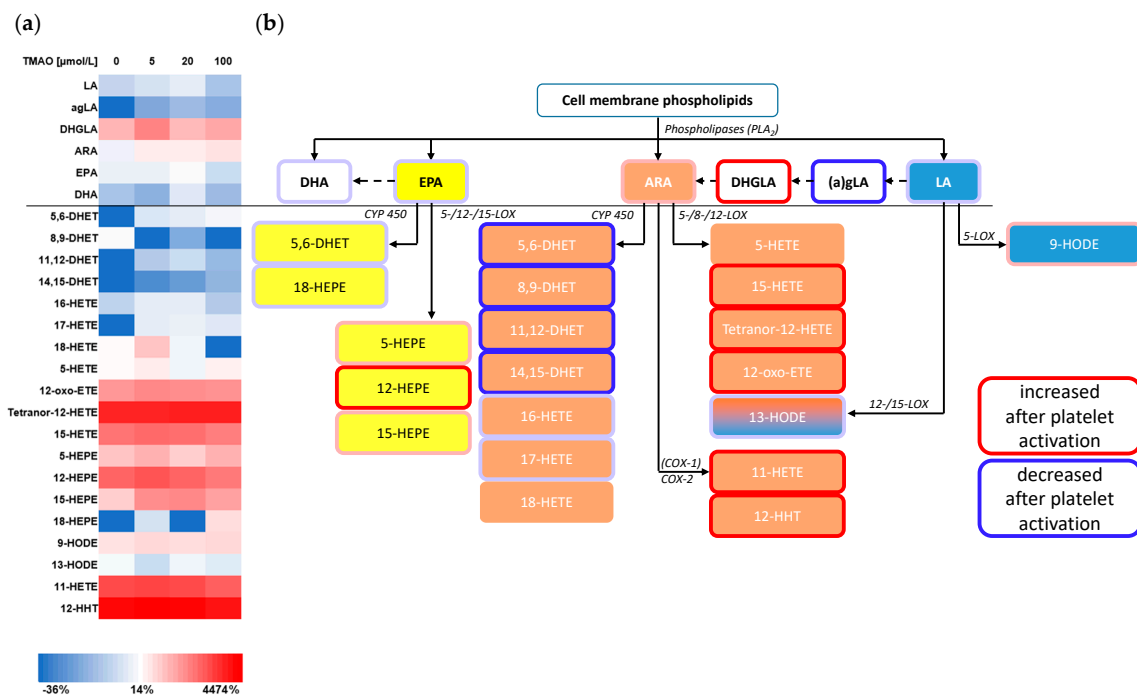 (a)
TMAO [µmol/L] 0 5 20 100
LA
agLA
DHGLA
ARA
EPA
DHA
5,6-DHET
8,9-DHET
11,12-DHET
14,15-DHET
16-HETE
17-HETE
18-HETE
5-HETE
12-oxo-ETE
Tetranor-12-HETE
15-HETE
5-HEPE
12-HEPE
15-HEPE
18-HEPE
9-HODE
13-HODE
11-HETE
12-HHT
-36% 14% 4474%
(b)
Cell membrane phospholipids
Phospholipases (PLA2)
DHA EPA ARA DHGLA (a)gLA LA
CYP 450 5-/12-/15-LOX CYP 450 5-/8-/12-LOX 5-LOX
5,6-DHET
18-HEPE
5-HEPE
12-HEPE
15-HEPE
5,6-DHET
8,9-DHET
11,12-DHET
14,15-DHET
16-HETE
17-HETE
18-HETE
5-HETE
15-HETE
Tetranor-12-HETE
12-oxo-ETE
13-HODE
12-/15-LOX
(COX-1)
COX-2
11-HETE
12-HHT
9-HODE
increased
after platelet
activation
decreased
after platelet
activation